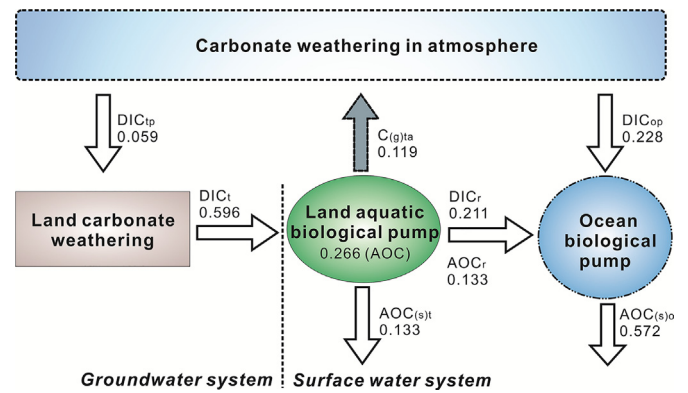 Carbonate weathering in atmosphere
DICtp
0.059
C(g)ta
0.119
DICop
0.228
Land carbonate
weathering
DICt
0.596
Land aquatic
biological pump
0.266 (AOC)
DICr
0.211
AOCr
0.133
Ocean
biological
pump
AOC(s)t
0.133
AOC(s)o
0.572
Groundwater system
Surface water system